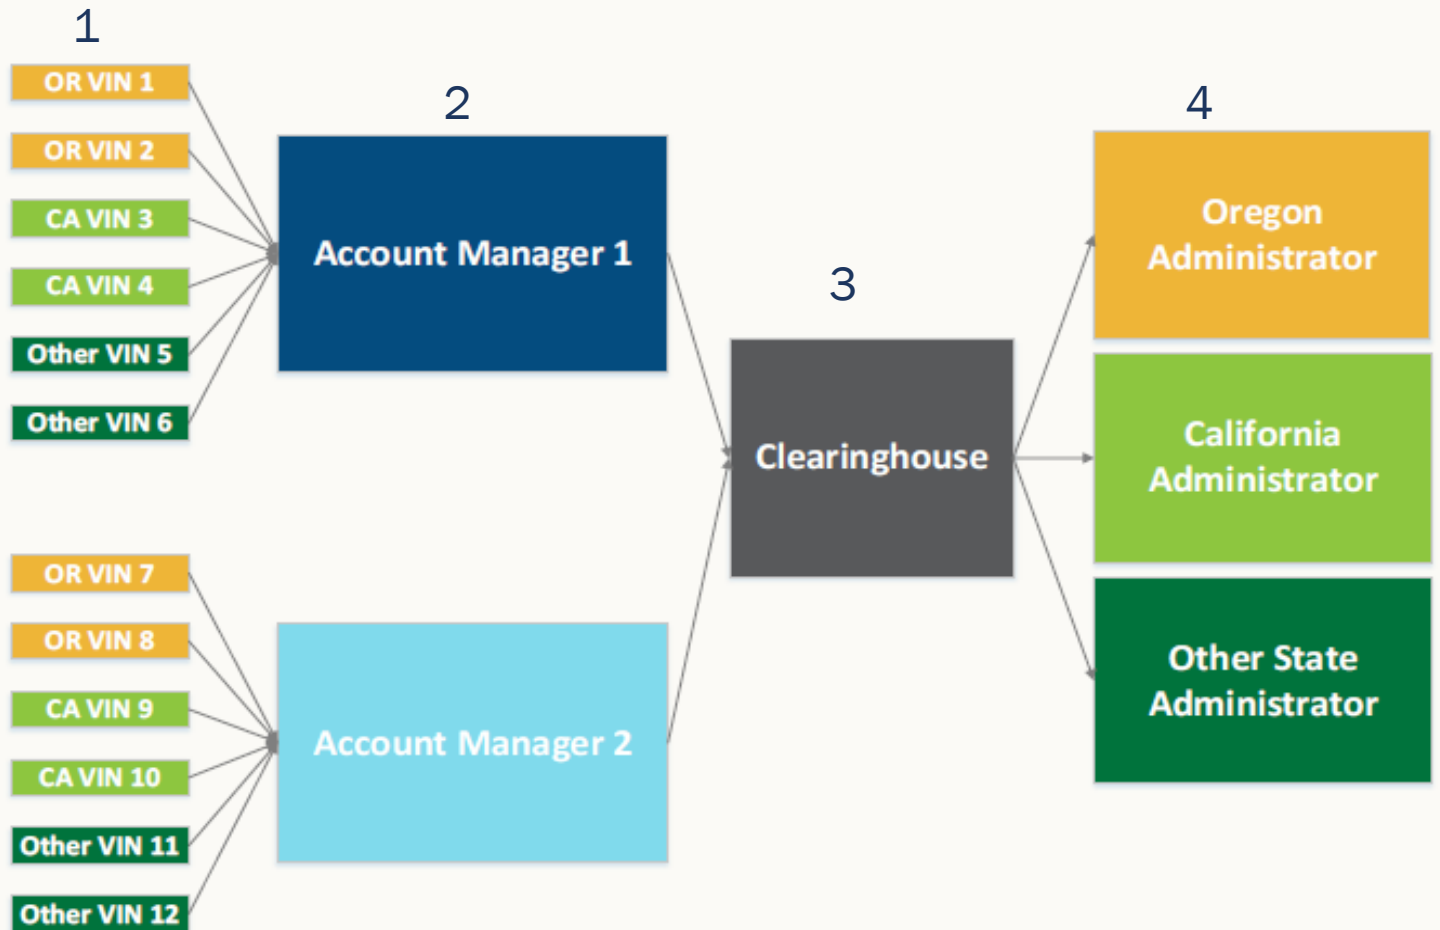 1
OR VIN 1
OR VIN 2
CA VIN 3
CA VIN 4
Other VIN 5
Other VIN 6
OR VIN 7
OR VIN 8
CA VIN 9
CA VIN 10
Other VIN 11
Other VIN 12
2
Account Manager 1
Account Manager 2
3
Clearinghouse
4
Oregon
Administrator
California
Administrator
Other State
Administrator